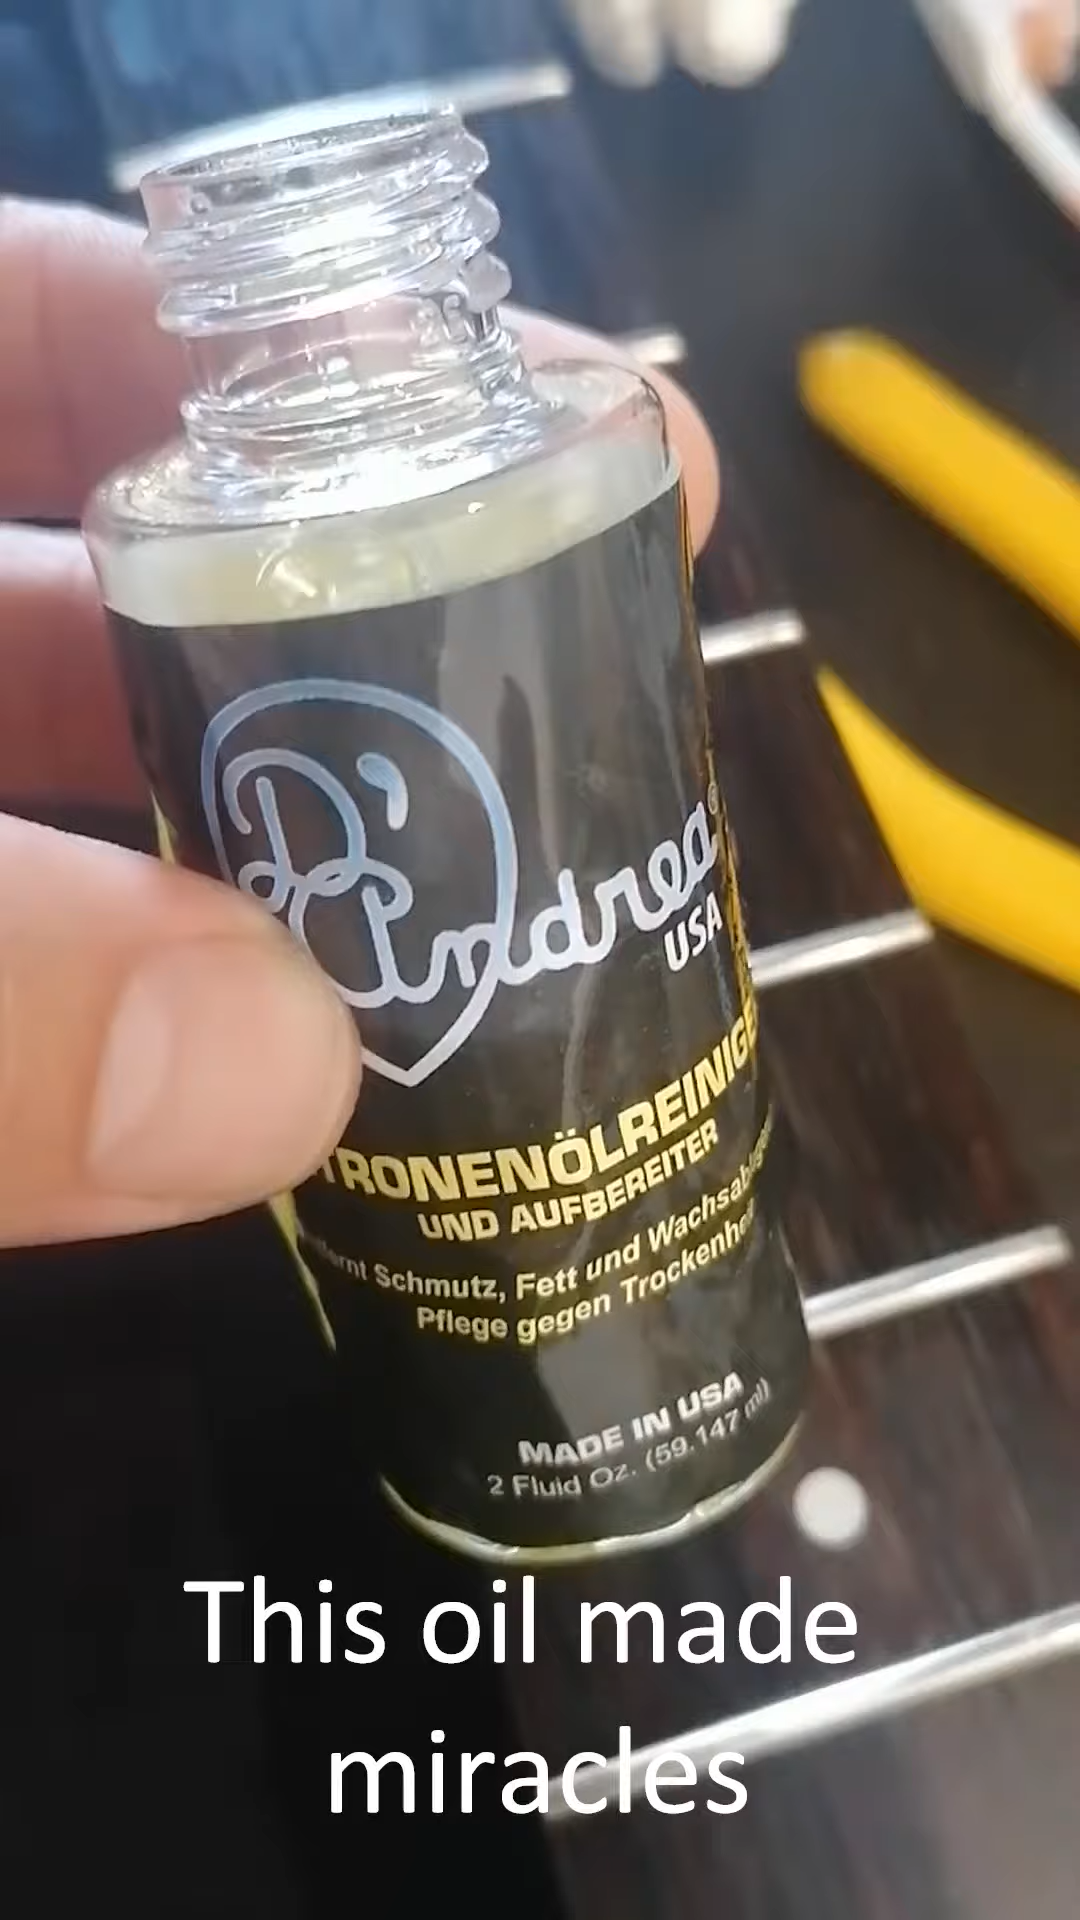 D'Andrea®
USA
TRONENÖLREINIGE
UND AUFBEREITER
Schmutz, Fett und
Pflege gegen
MADE IN USA
2 Fluid Oz. (59.147 ml)
This oil made
miracles